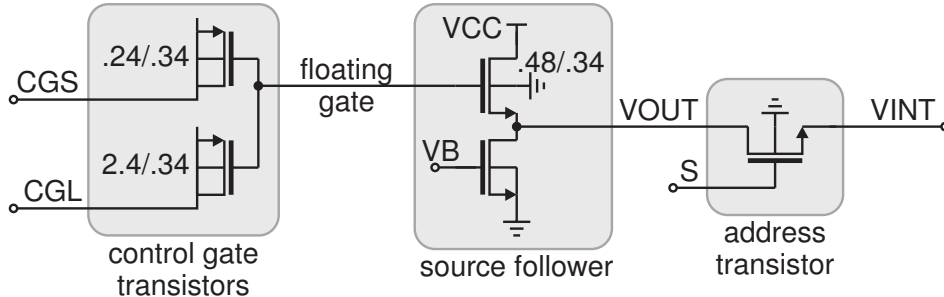 VCC
.24/.34
.48/.34
CGS
floating
gate
VOUT
VINT
2.4/.34
VB
S
CGL
control gate
transistors
source follower
address
transistor